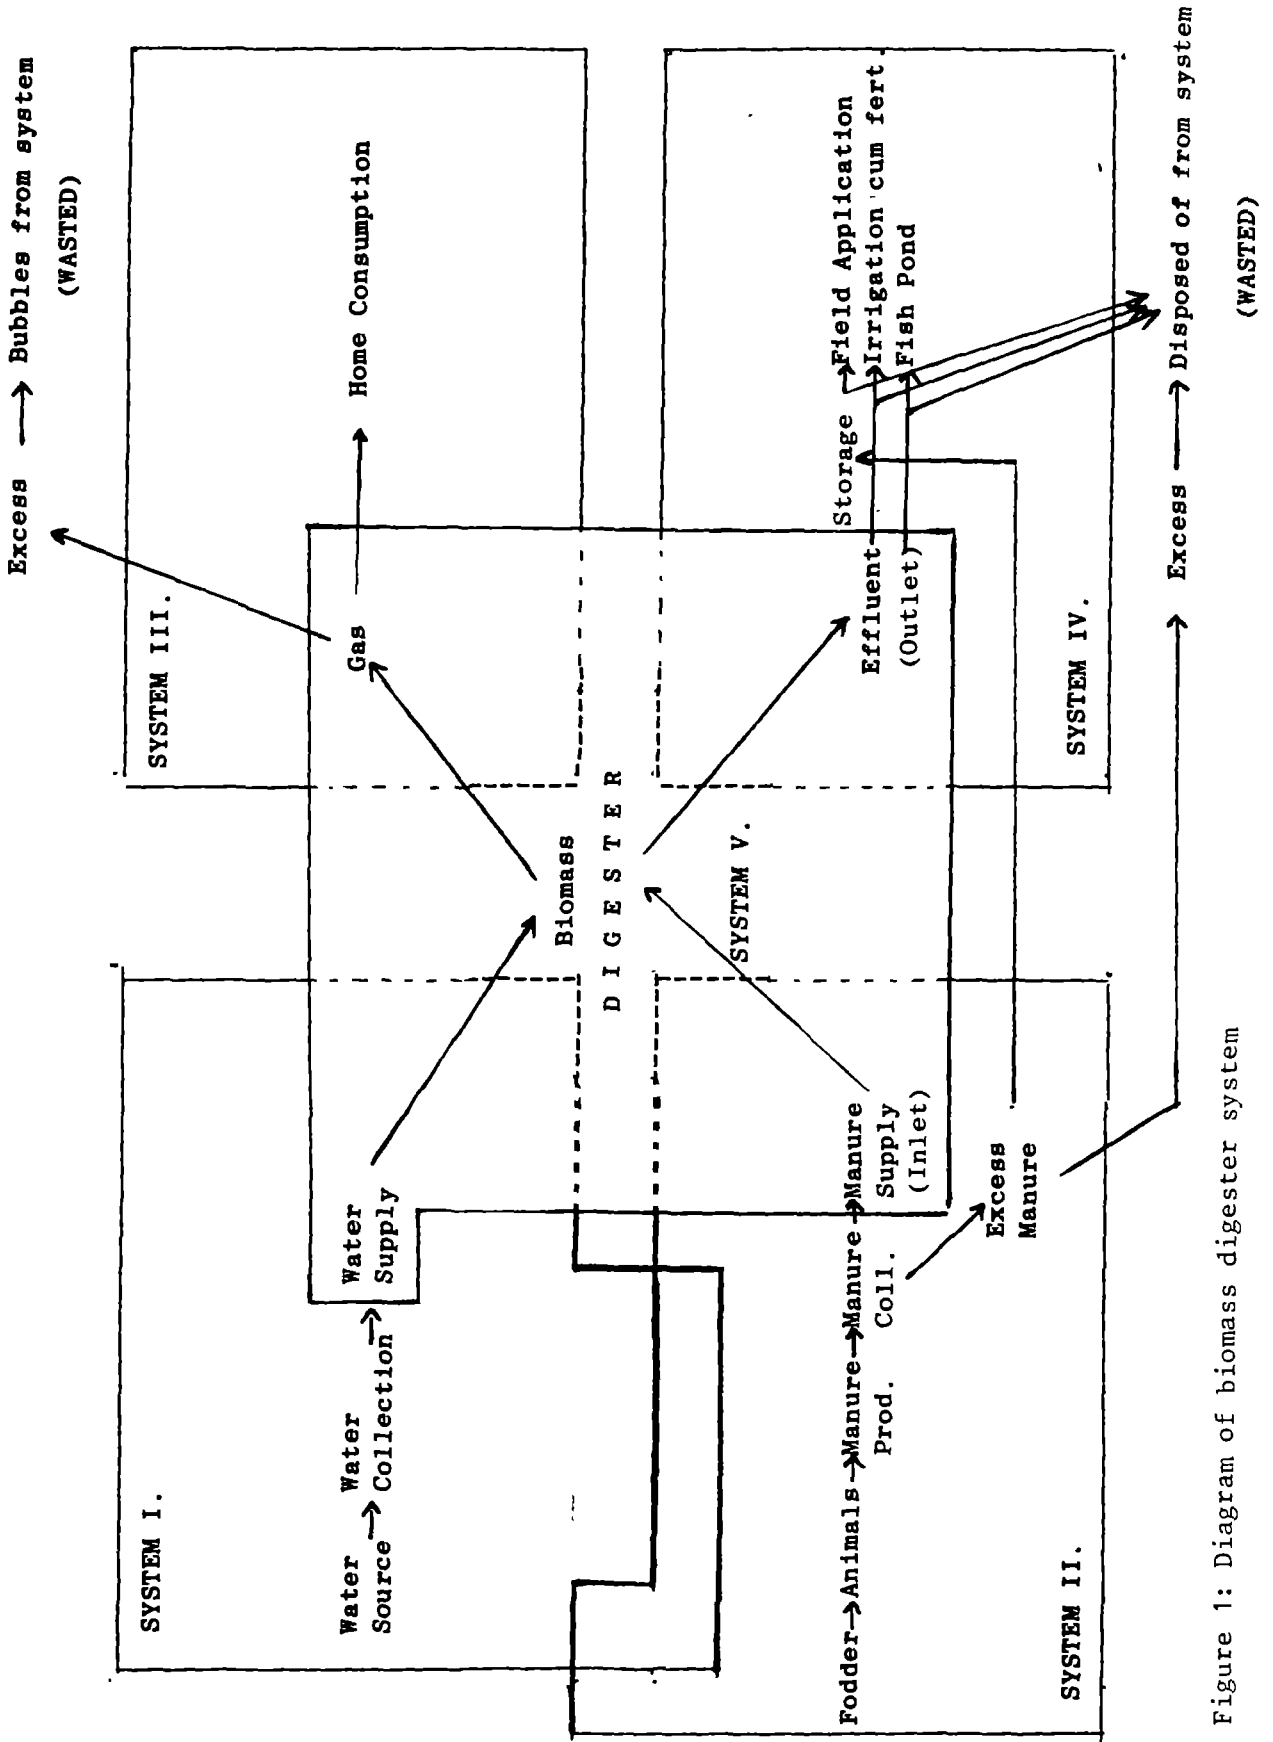 Excess → Bubbles from system
(WASTED)
SYSTEM I.
SYSTEM III.
Water Source → Water Collection → Water Supply
Gas → Home Consumption
Biomass
D I G E S T E R
SYSTEM V.
Fodder→Animals→Manure→Manure→Manure
Prod. Coll. Supply
(Inlet)
Storage
Field Application
Effluent
Irrigation cum fert.
(Outlet)
Fish Pond
Excess
Manure
SYSTEM II.
SYSTEM IV.
Excess → Disposed of from system
(WASTED)
Figure 1: Diagram of biomass digester system